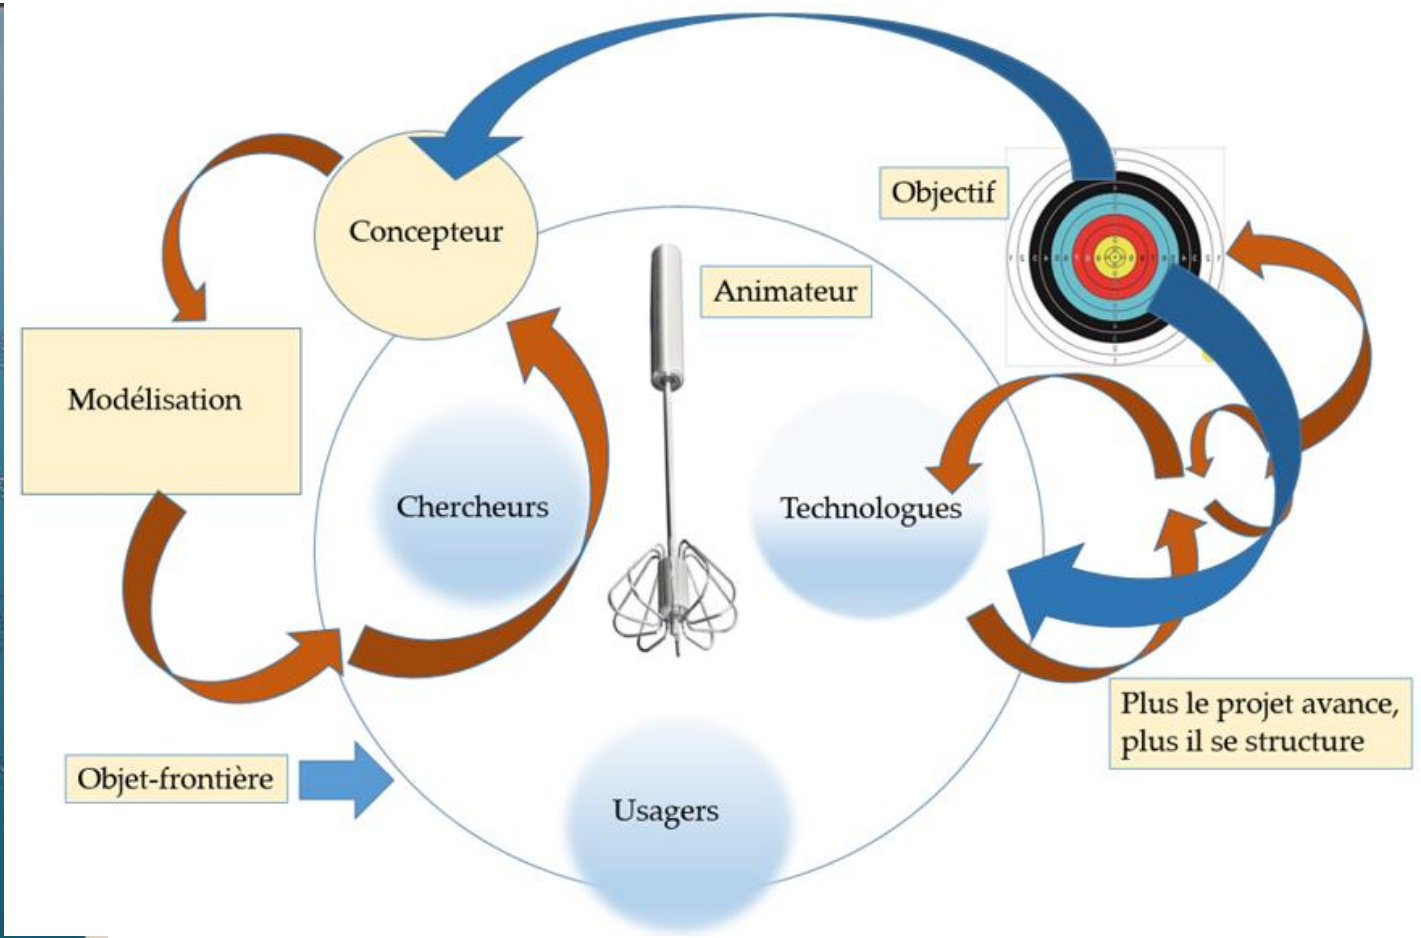 Objectif
Concepteur
Animateur
Modélisation
Chercheurs
Technologues
Plus le projet avance,
plus il se structure
Objet-frontière
Usagers